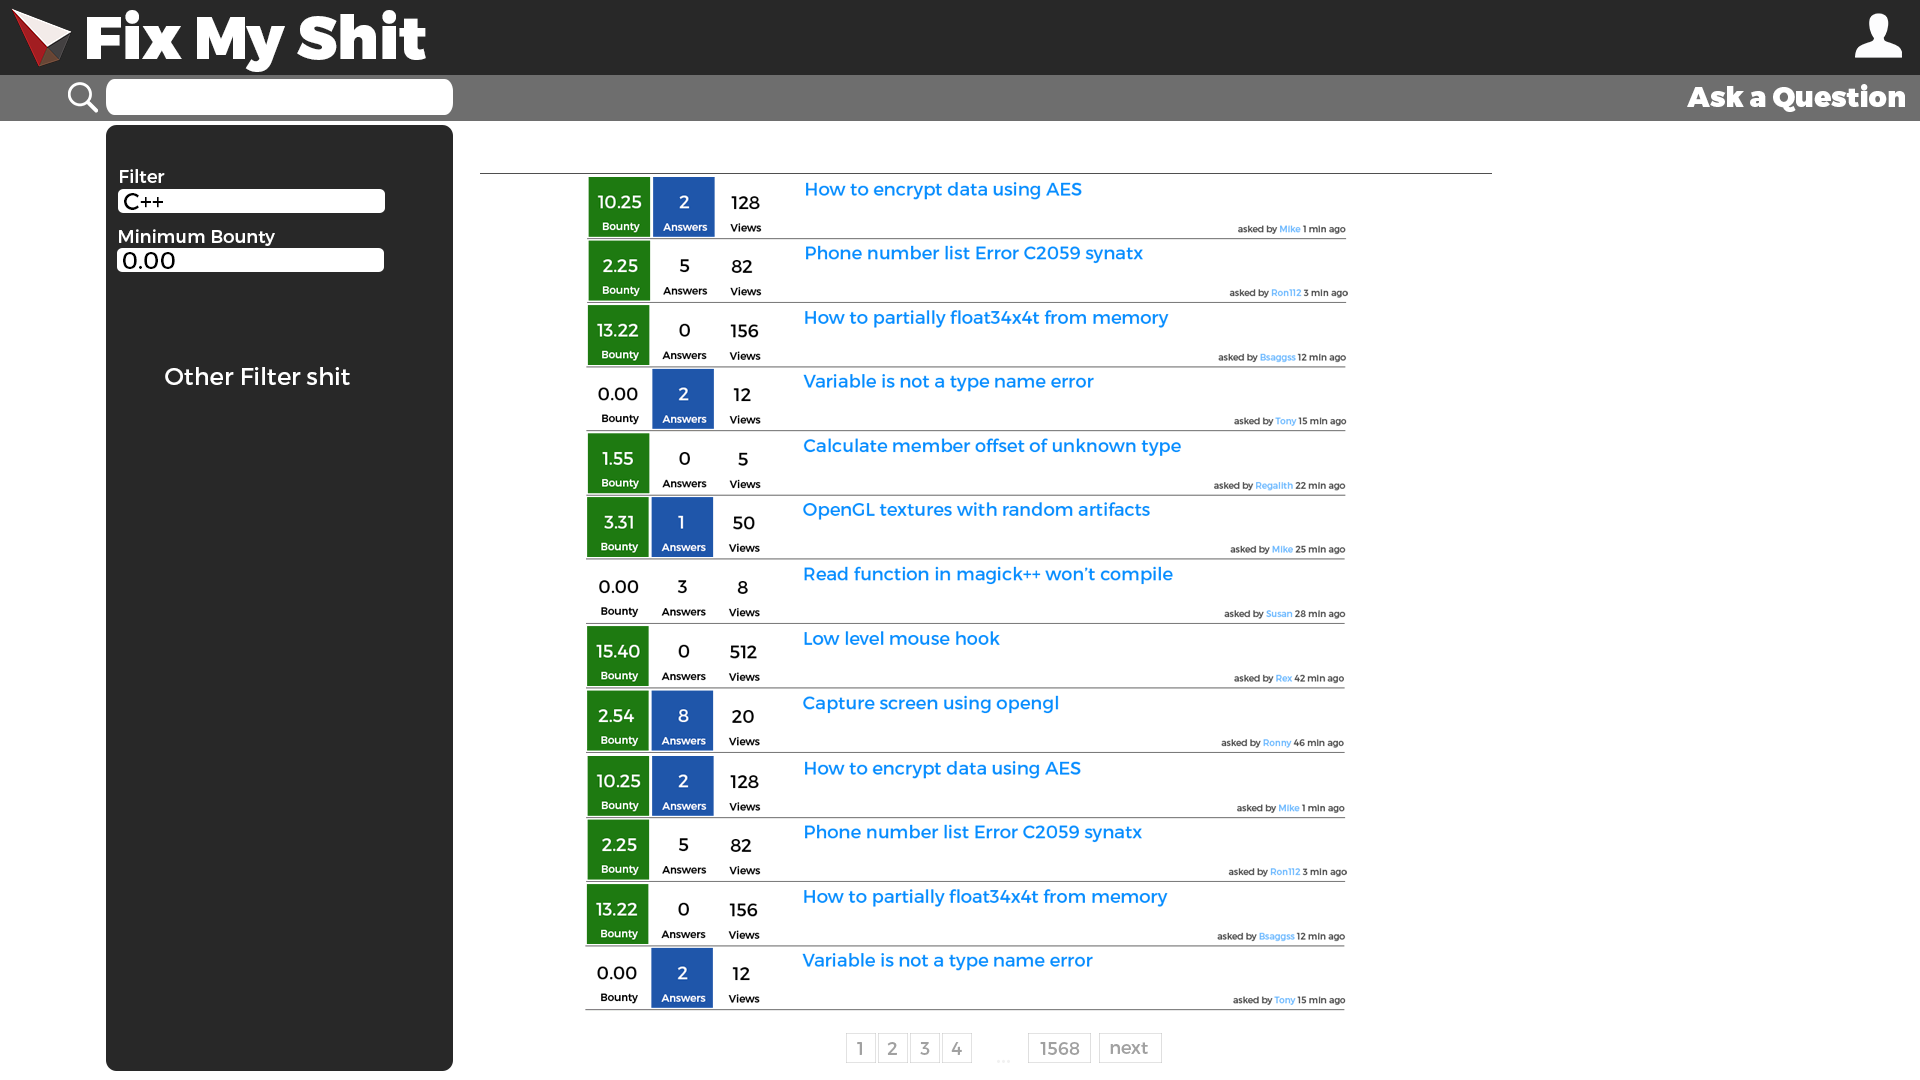 Fix My Shit
Ask a Question
Filter
C++
Minimum Bounty
0.00
Other Filter shit
10.25 2 128 How to encrypt data using AES
Bounty Answers Views asked by Mike 1 min ago
2.25 5 82 Phone number list Error C2059 synatx
Bounty Answers Views asked by Ron112 3 min ago
13.22 0 156 How to partially float34x4t from memory
Bounty Answers Views asked by Bsaggss 12 min ago
0.00 2 12 Variable is not a type name error
Bounty Answers Views asked by Tony 15 min ago
1.55 0 5 Calculate member offset of unknown type
Bounty Answers Views asked by Regalith 22 min ago
3.31 1 50 OpenGL textures with random artifacts
Bounty Answers Views asked by Mike 25 min ago
0.00 3 8 Read function in magick++ won’t compile
Bounty Answers Views asked by Susan 28 min ago
15.40 0 512 Low level mouse hook
Bounty Answers Views asked by Rex 42 min ago
2.54 8 20 Capture screen using opengl
Bounty Answers Views asked by Ronny 46 min ago
10.25 2 128 How to encrypt data using AES
Bounty Answers Views asked by Mike 1 min ago
2.25 5 82 Phone number list Error C2059 synatx
Bounty Answers Views asked by Ron112 3 min ago
13.22 0 156 How to partially float34x4t from memory
Bounty Answers Views asked by Bsaggss 12 min ago
0.00 2 12 Variable is not a type name error
Bounty Answers Views asked by Tony 15 min ago
1 2 3 4 ... 1568 next